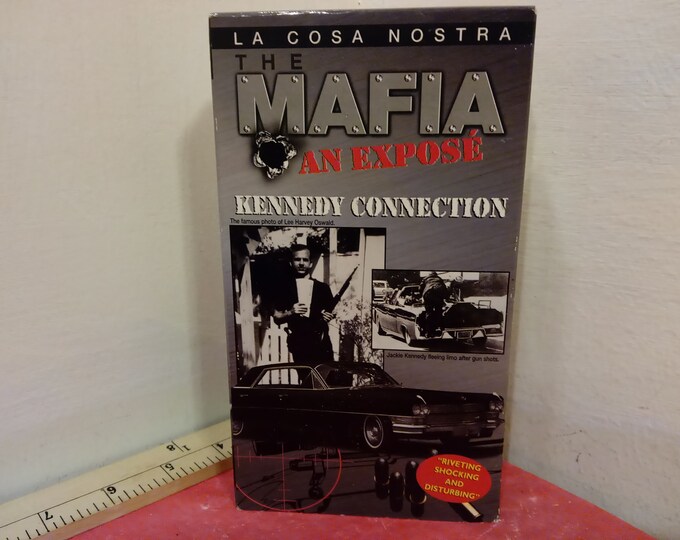 LA COSA NOSTRA
THE
MAFIA
AN EXPOSÉ
KENNEDY CONNECTION
The famous photo of Lee Harvey Oswald.
Jackie Kennedy fleeing limo after gun shots.
"RIVETING
SHOCKING
AND
DISTURBING"